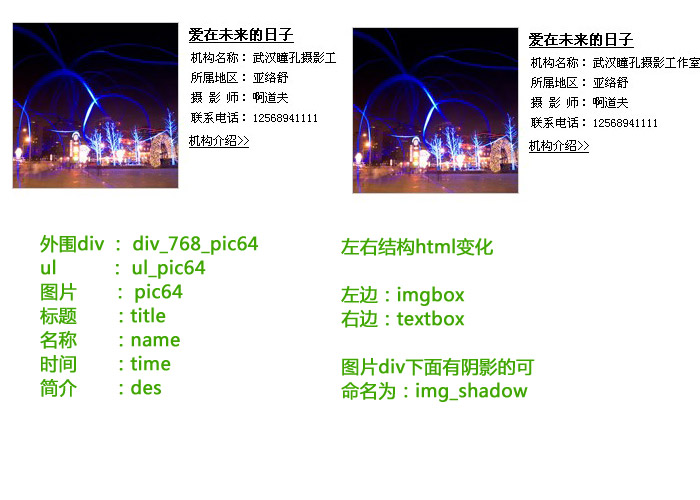 爱在未来的日子
机构名称： 武汉瞳孔摄影工
所属地区： 亚络舒
摄 影 师： 啊道夫
联系电话： 12568941111
机构介绍>>
爱在未来的日子
机构名称： 武汉瞳孔摄影工作室
所属地区： 亚络舒
摄 影 师： 啊道夫
联系电话： 12568941111
机构介绍>>
外围div ： div_768_pic64
ul ： ul_pic64
图片 ： pic64
标题 ：title
名称 ：name
时间 ：time
简介 ：des
左右结构html变化
左边：imgbox
右边：textbox
图片div下面有阴影的可
命名为：img_shadow